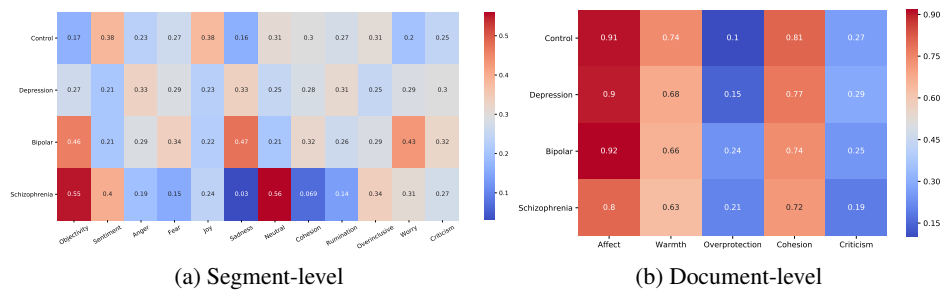 Control 0.17 0.38 0.23 0.27 0.38 0.16 0.31 0.3 0.27 0.31 0.2 0.25
Depression 0.27 0.21 0.33 0.29 0.23 0.33 0.25 0.28 0.31 0.25 0.29 0.3
Bipolar 0.46 0.21 0.29 0.34 0.22 0.47 0.21 0.32 0.26 0.29 0.43 0.32
Schizophrenia 0.55 0.4 0.19 0.15 0.24 0.03 0.56 0.069 0.14 0.34 0.31 0.27
Objectivity Sentiment Anger Fear Joy Sadness Neutral Cohesion Rumination Overinclusive Worry Criticism
0.5
0.4
0.3
0.2
0.1
(a) Segment-level
Control 0.91 0.74 0.1 0.81 0.27
Depression 0.9 0.68 0.15 0.77 0.29
Bipolar 0.92 0.66 0.24 0.74 0.25
Schizophrenia 0.8 0.63 0.21 0.72 0.19
Affect Warmth Overprotection Cohesion Criticism
0.90
0.75
0.60
0.45
0.30
0.15
(b) Document-level